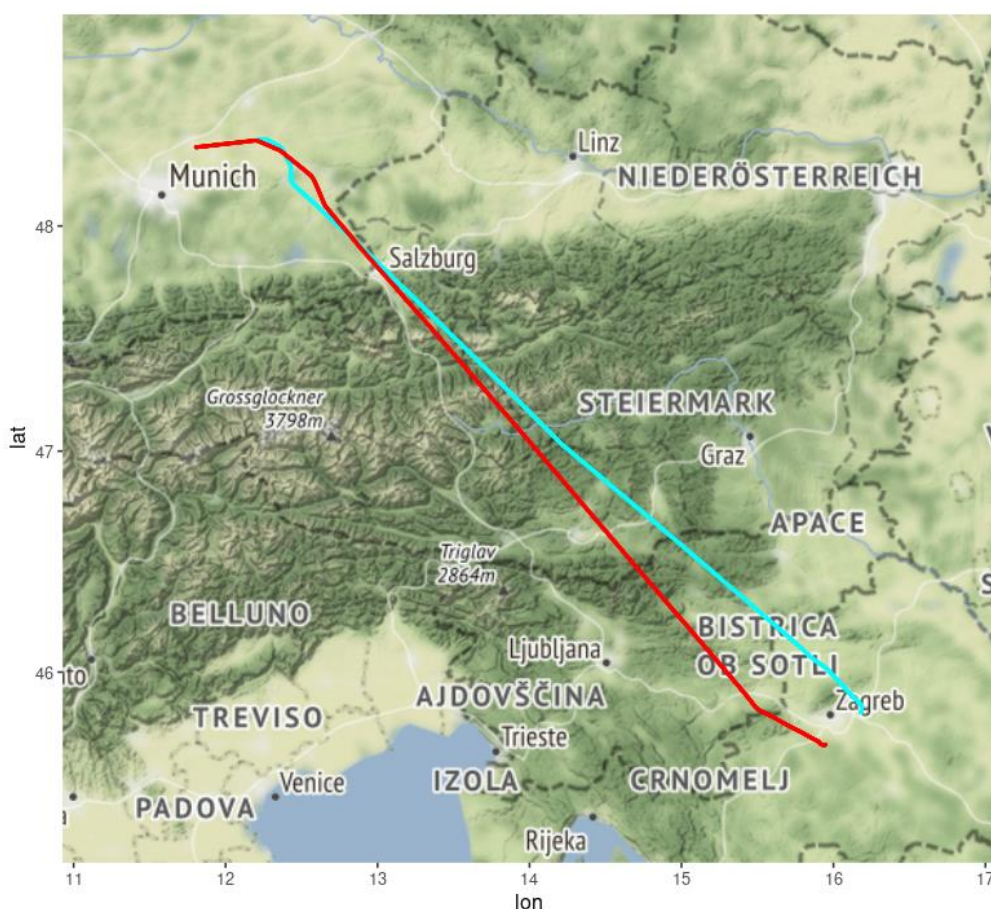 Linz
Munich
NIEDERÖSTERREICH
48
Salzburg
Grossglockner
3798m
STEIERMARK
lat
47
Graz
APACE
Triglav
2864m
BELLUNO
BISTRICA
Ljubljana
OB SOTLI
46
nto
AJDOVŠČINA
Zagreb
TREVISO
Trieste
IZOLA
CRNOMELJ
Venice
PADOVA
Rijeka
11
12
13
14
15
16
17
lon